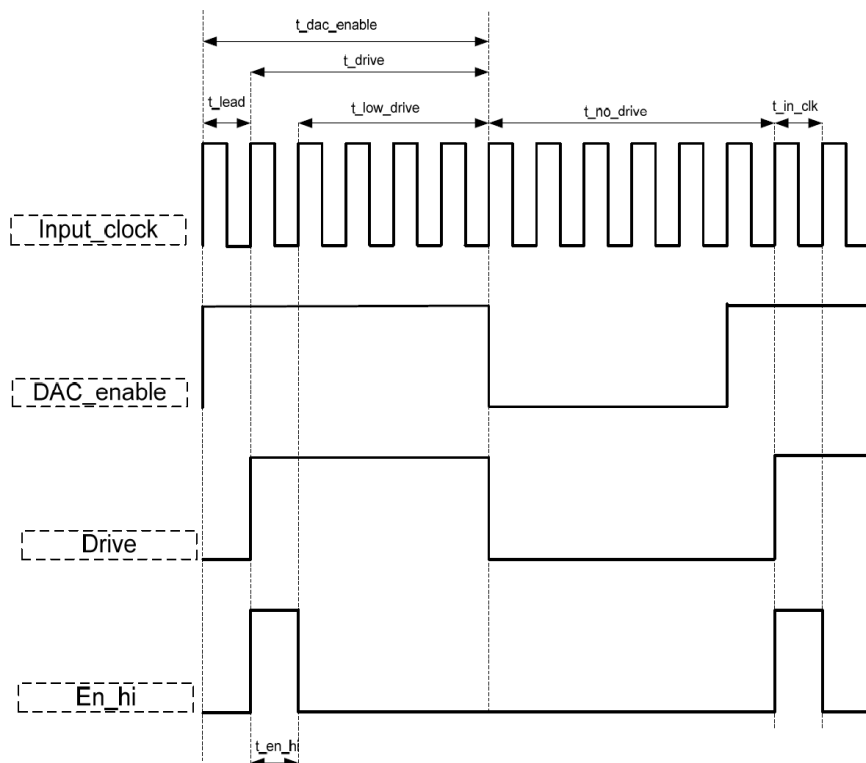 t_dac_enable
t_drive
t_lead
t_low_drive
t_no_drive
t_in_clk
Input_clock
DAC_enable
Drive
En_hi
t_en_hi